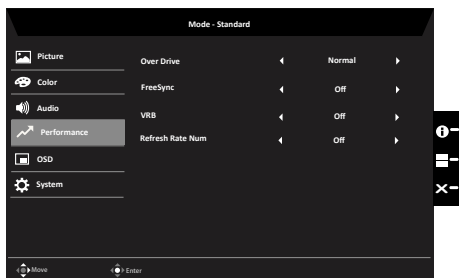 Mode - Standard
Picture
Over Drive Normal
Color
FreeSync Off
Audio
VRB Off
Performance
Refresh Rate Num Off
OSD
System
Move Enter